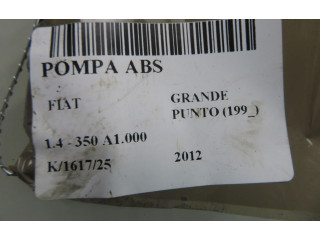 POMPA ABS
FIAT GRANDE
PUNTO (199_)
1.4 - 350 A1.000
K/1617/25 2012